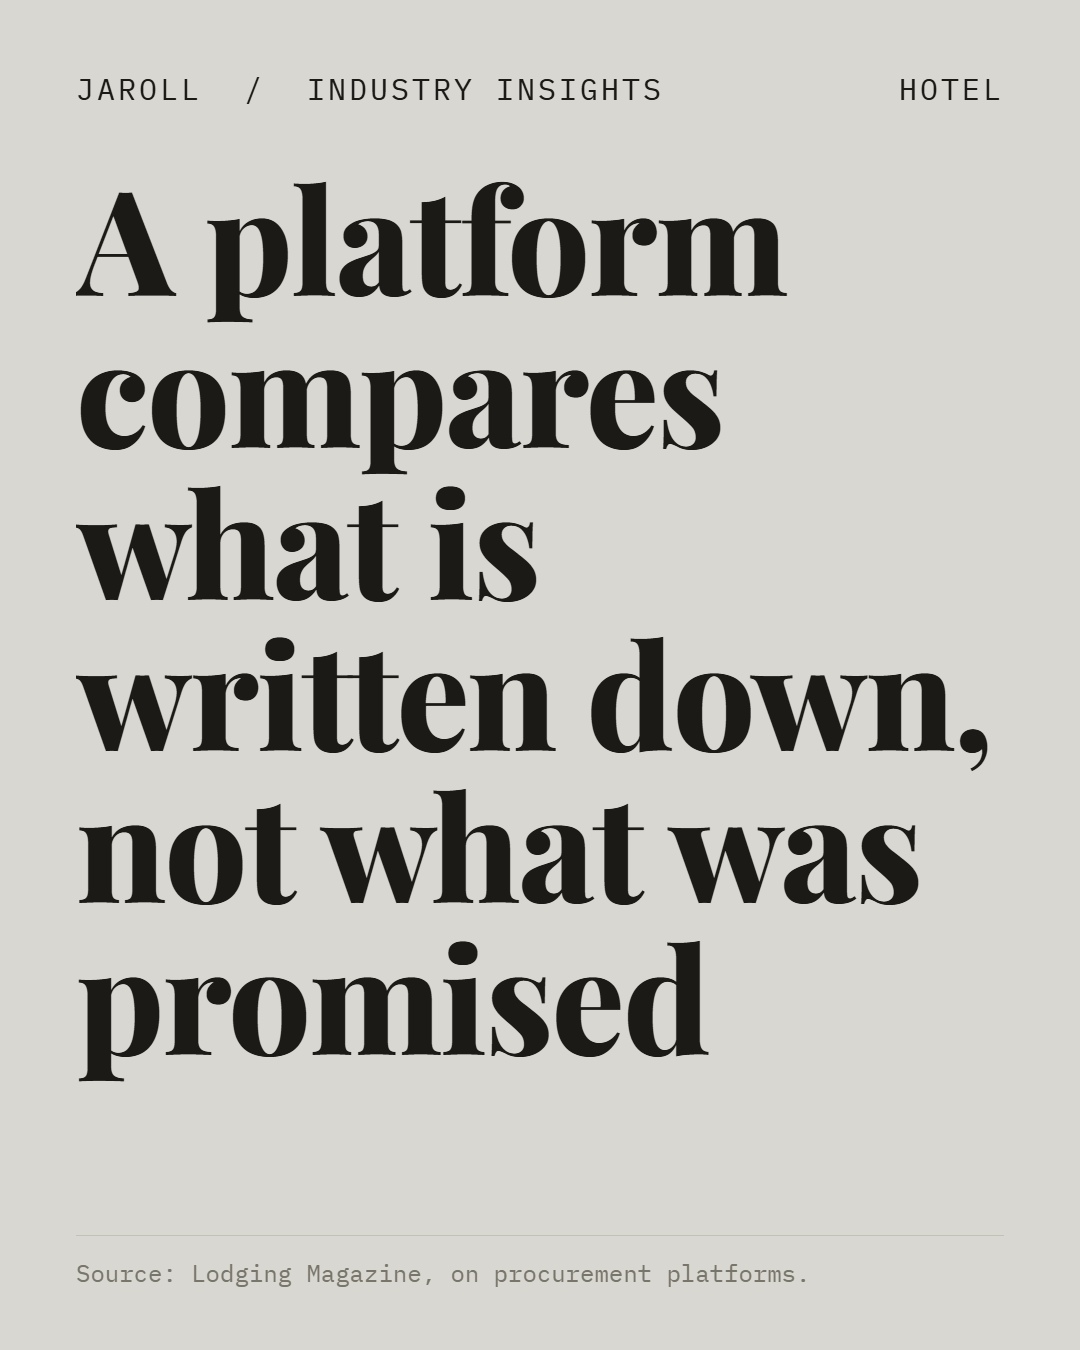 JAROLL / INDUSTRY INSIGHTS HOTEL
A platform
compares
what is
written down,
not what was
promised
Source: Lodging Magazine, on procurement platforms.